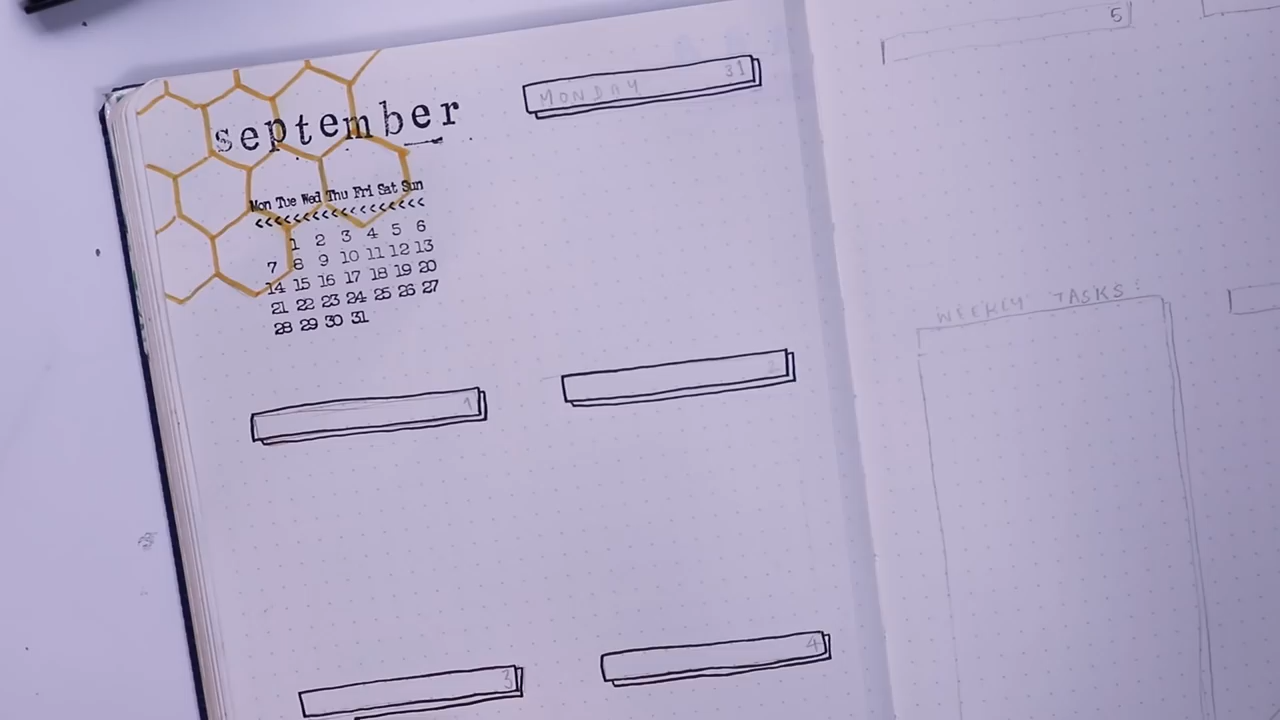 september
Mon Tue Wed Thu Fri Sat Sun
<<<<<<<<<<<<<<<<<<
1 2 3 4 5 6
7 8 9 10 11 12 13
14 15 16 17 18 19 20
21 22 23 24 25 26 27
28 29 30 31
MONDAY 31
1
2
3
4
5
WEEKLY TASKS: